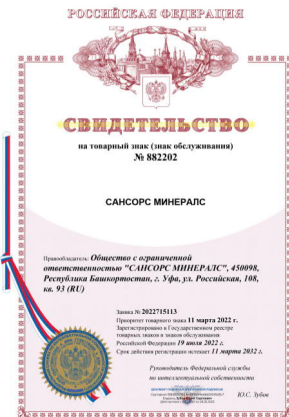 РОССИЙСКАЯ ФЕДЕРАЦИЯ
СВИДЕТЕЛЬСТВО
на товарный знак (знак обслуживания)
№ 882202
САНСОРС МИНЕРАЛС
Правообладатель: Общество с ограниченной
ответственностью "САНСОРС МИНЕРАЛС", 450098,
Республика Башкортостан, г. Уфа, ул. Российская, 108,
кв. 93 (RU)
Заявка № 2022715113
Приоритет товарного знака 11 марта 2022 г.
Зарегистрировано в Государственном реестре
товарных знаков и знаков обслуживания
Российской Федерации 19 июля 2022 г.
Срок действия регистрации истекает 11 марта 2032 г.
Руководитель Федеральной службы
по интеллектуальной собственности
Ю.С. Зубов